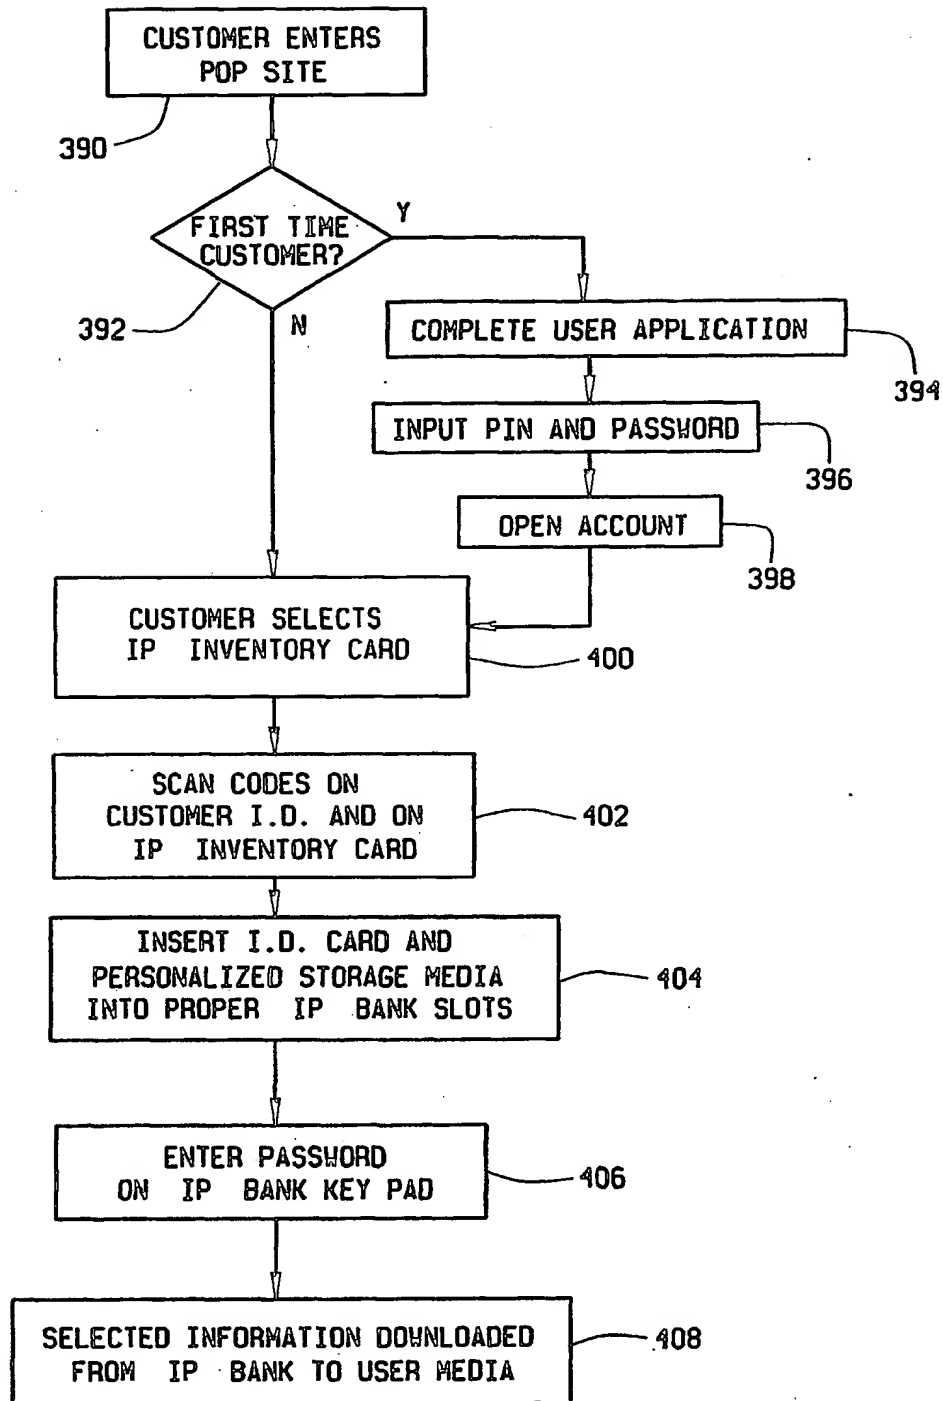 CUSTOMER ENTERS
POP SITE
390
FIRST TIME
CUSTOMER?
Y
392
N
COMPLETE USER APPLICATION
394
INPUT PIN AND PASSWORD
396
OPEN ACCOUNT
398
CUSTOMER SELECTS
IP INVENTORY CARD
400
SCAN CODES ON
CUSTOMER I.D. AND ON
IP INVENTORY CARD
402
INSERT I.D. CARD AND
PERSONALIZED STORAGE MEDIA
INTO PROPER IP BANK SLOTS
404
ENTER PASSWORD
ON IP BANK KEY PAD
406
SELECTED INFORMATION DOWNLOADED
FROM IP BANK TO USER MEDIA
408